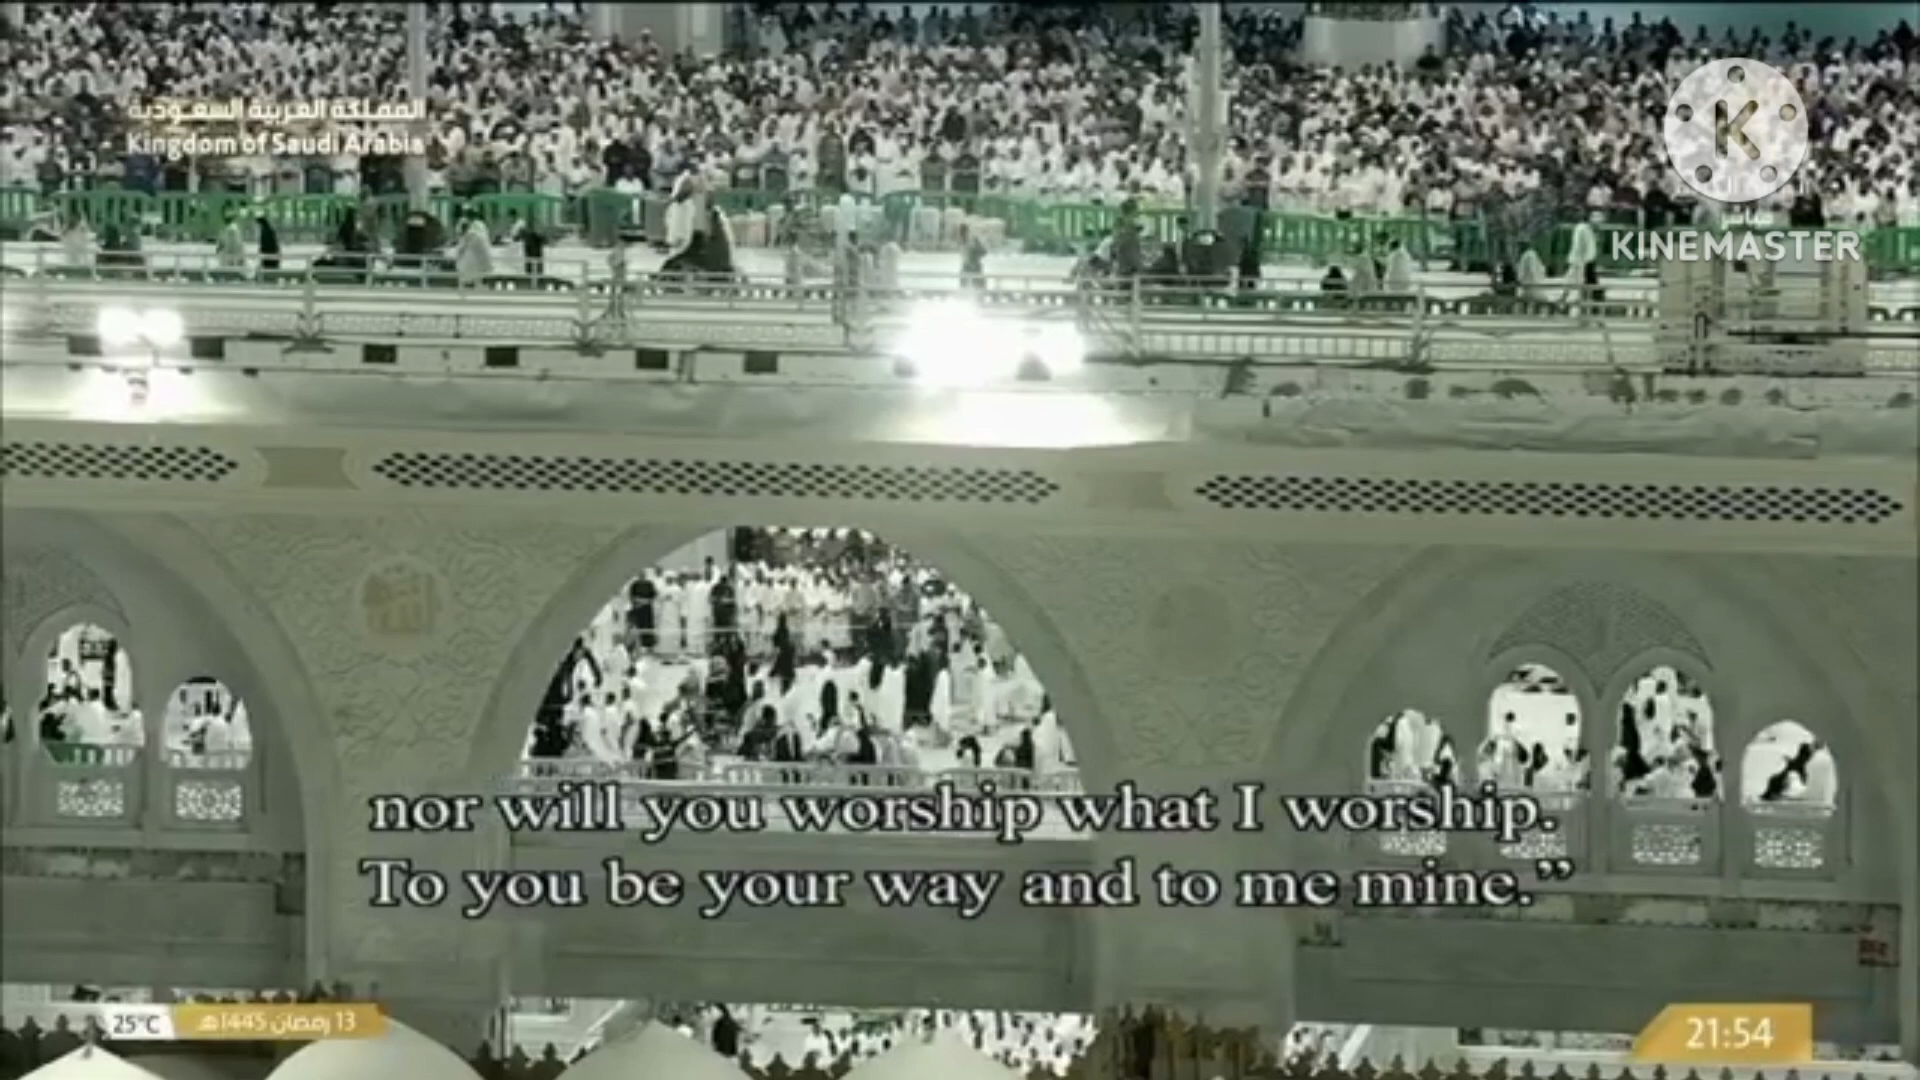 المملكة العربية السعودية
Kingdom of Saudi Arabia
K
مباشر
KINEMASTER
nor will you worship what I worship.
To you be your way and to me mine.”
25°C
13 رمضان 1445هـ
21:54